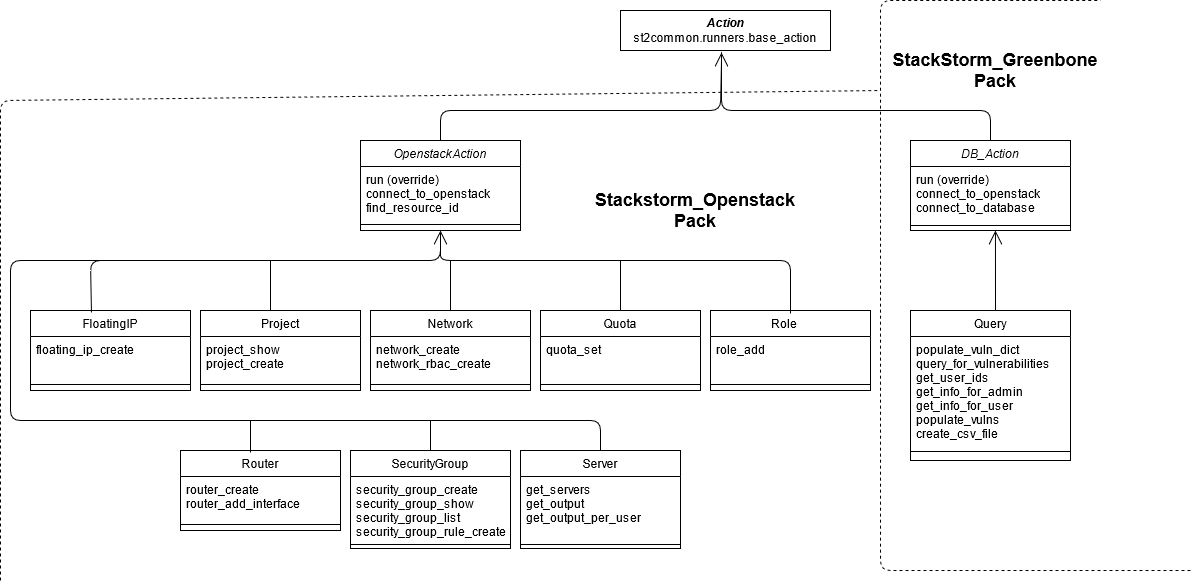 Action
st2common.runners.base_action
StackStorm_Greenbone
Pack
OpenstackAction
run (override)
connect_to_openstack
find_resource_id
Stackstorm_Openstack
Pack
DB_Action
run (override)
connect_to_openstack
connect_to_database
FloatingIP
floating_ip_create
Project
project_show
project_create
Network
network_create
network_rbac_create
Quota
quota_set
Role
role_add
Query
populate_vuln_dict
query_for_vulnerabilities
get_user_ids
get_info_for_admin
get_info_for_user
populate_vulns
create_csv_file
Router
router_create
router_add_interface
SecurityGroup
security_group_create
security_group_show
security_group_list
security_group_rule_create
Server
get_servers
get_output
get_output_per_user